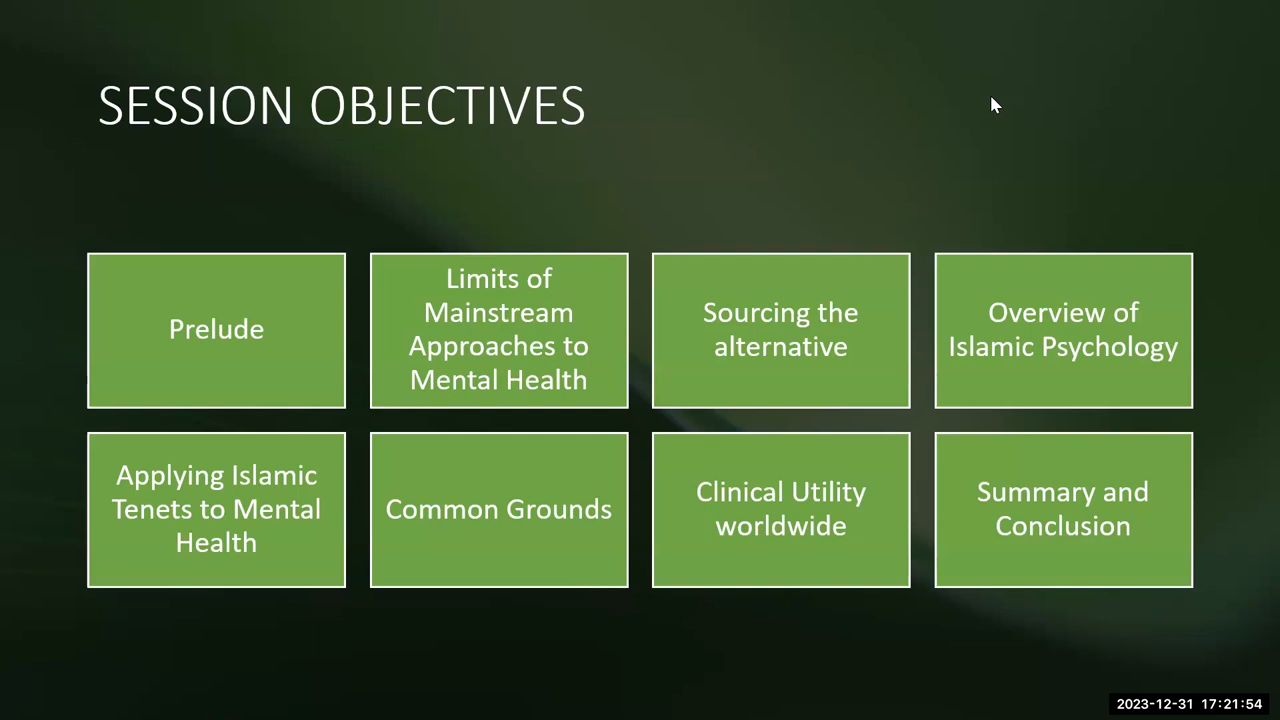 SESSION OBJECTIVES
Prelude
Limits of
Mainstream
Approaches to
Mental Health
Sourcing the
alternative
Overview of
Islamic Psychology
Applying Islamic
Tenets to Mental
Health
Common Grounds
Clinical Utility
worldwide
Summary and
Conclusion
2023-12-31 17:21:54